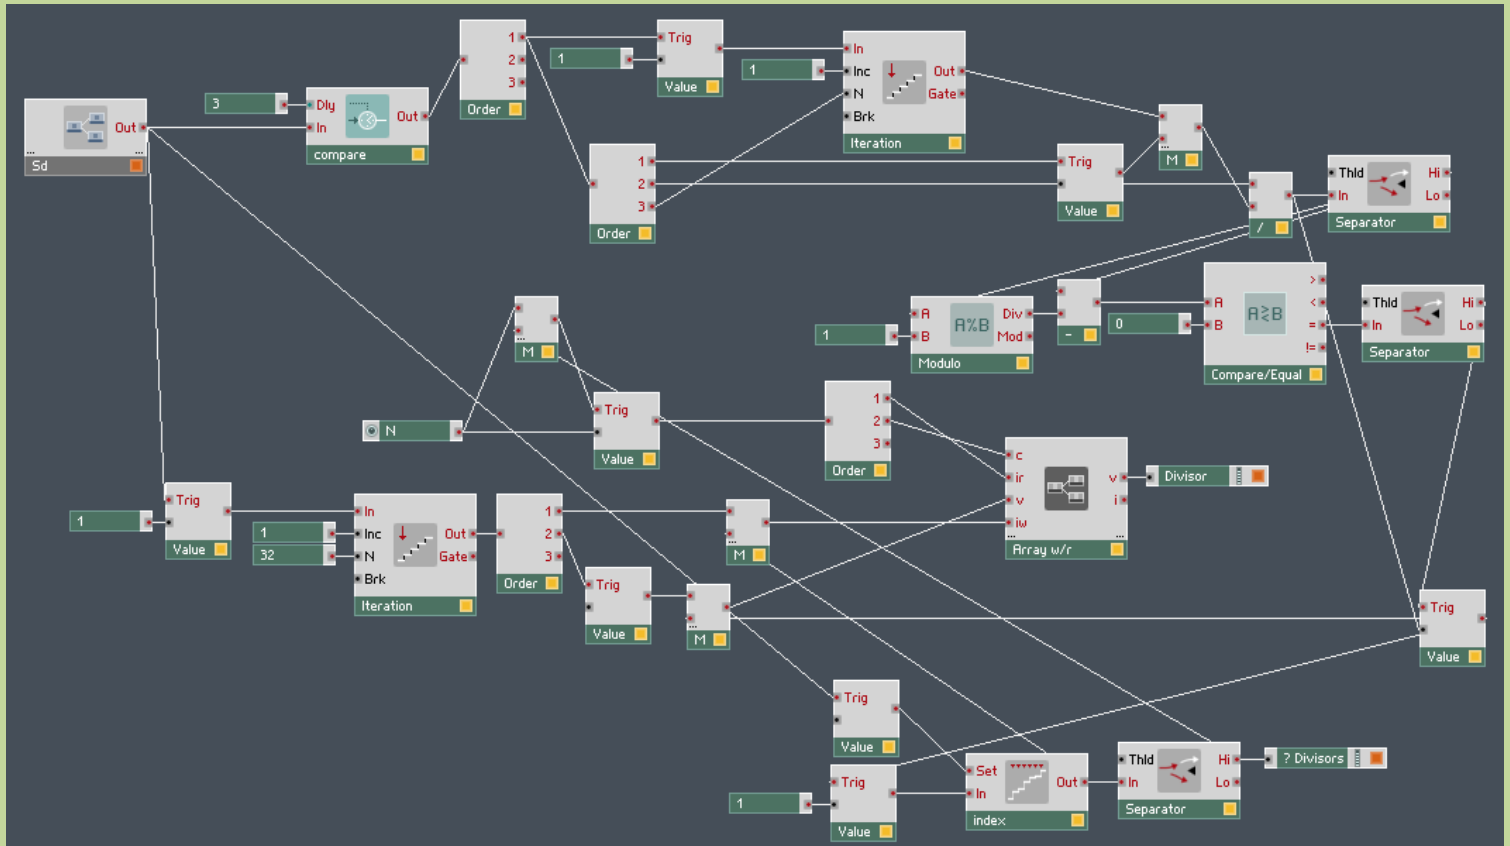 Out
...
...
Sd
3
Dly
In
Out
compare
1
2
3
Order
1
Trig
Value
1
In
Inc
N
Brk
Out
Gate
Iteration
1
2
3
Order
Trig
Value
...
M
/
Thld
In
Hi
Lo
Separator
1
A
B
A%B
Div
Mod
Modulo
-
0
A
B
A≷B
>
<
=
!=
Compare/Equal
Thld
In
Hi
Lo
Separator
...
M
N
Trig
Value
1
2
3
Order
c
ir
v
iw
...
v
i
...
Array w/r
Divisor
1
Trig
Value
1
32
In
Inc
N
Brk
Out
Gate
Iteration
1
2
3
Order
Trig
Value
...
M
...
M
Trig
Value
Trig
Value
1
Trig
Value
Set
In
Out
index
Thld
In
Hi
Lo
Separator
? Divisors